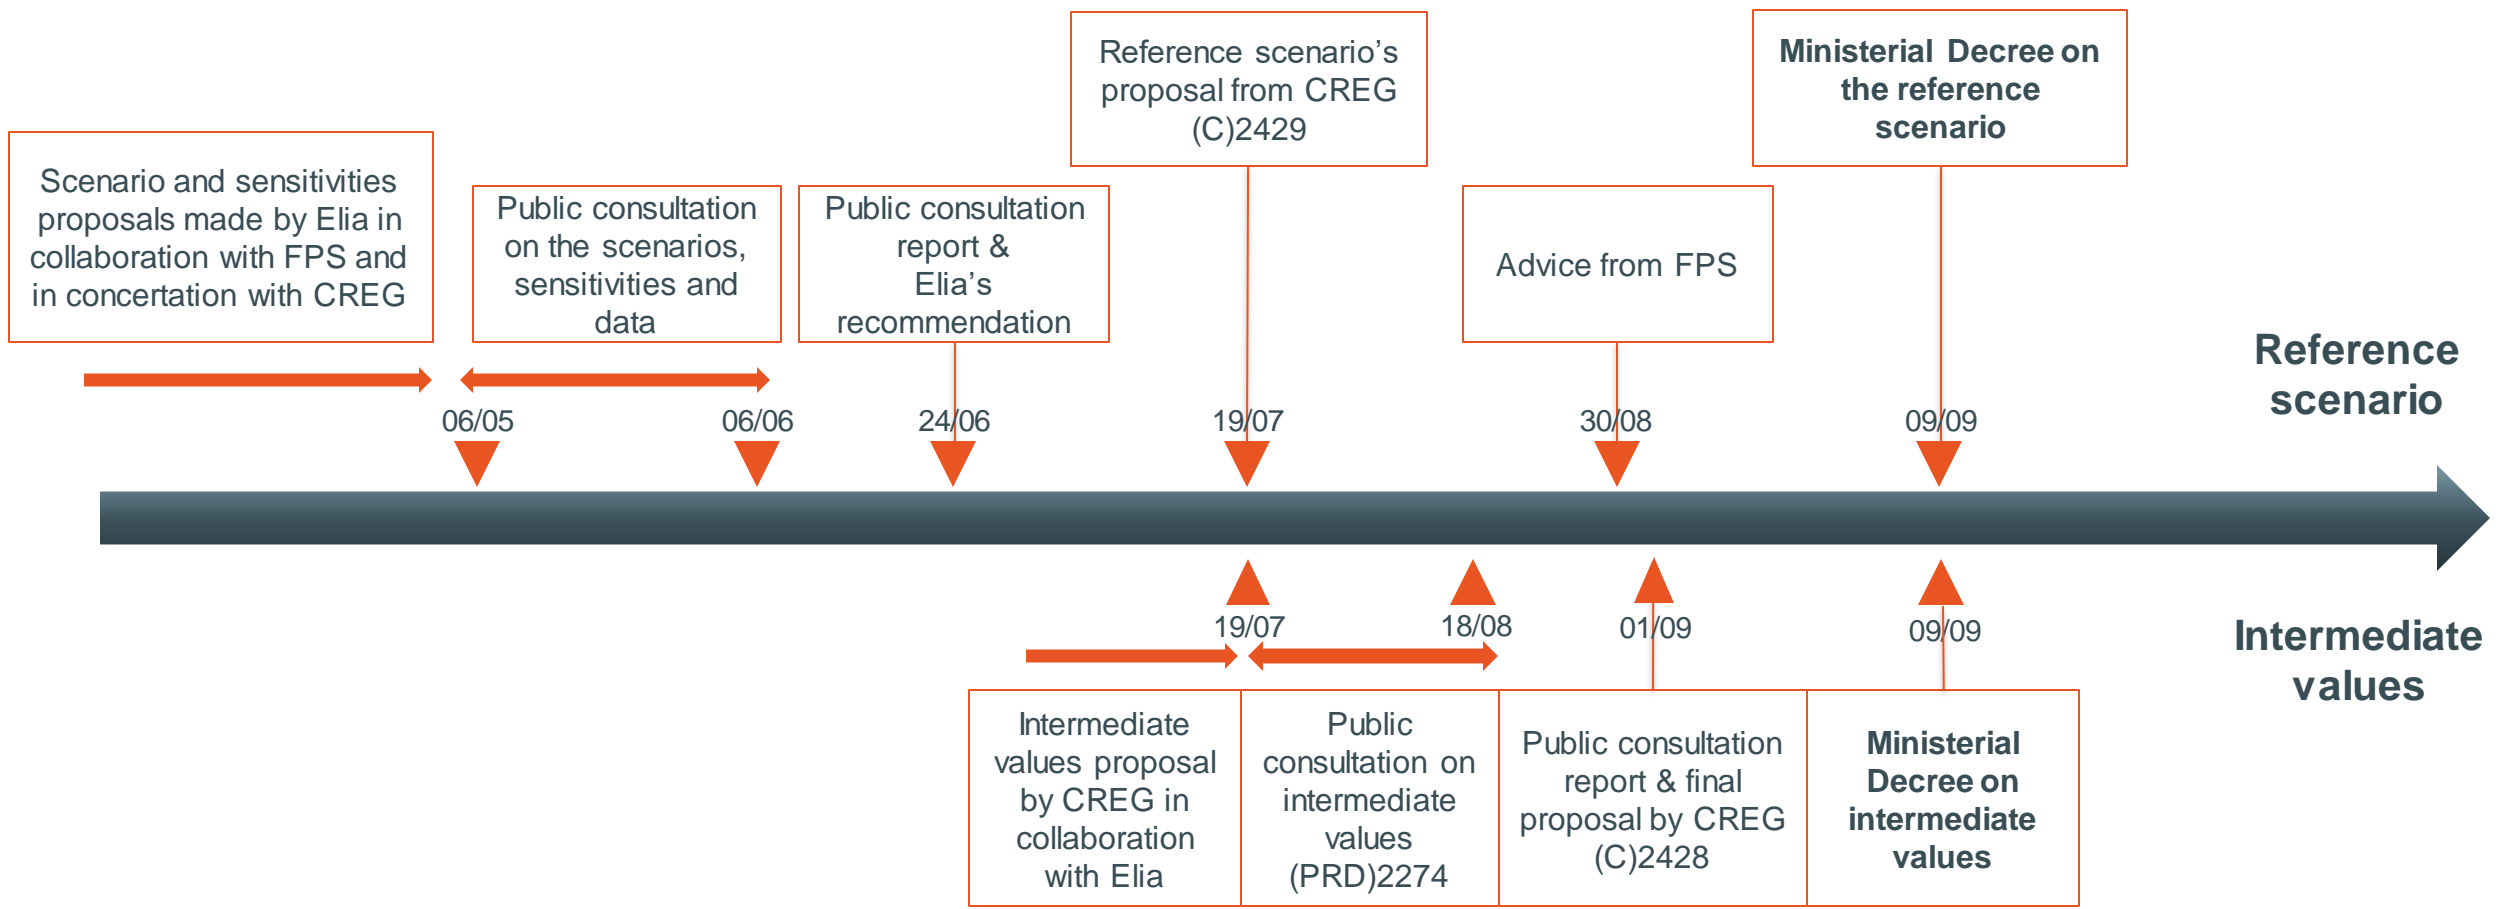 Scenario and sensitivities
proposals made by Elia in
collaboration with FPS and
in concertation with CREG
Public consultation
on the scenarios,
sensitivities and
data
Public consultation
report &
Elia’s
recommendation
Reference scenario’s
proposal from CREG
(C)2429
Advice from FPS
Ministerial Decree on
the reference
scenario
Reference
scenario
06/05
06/06
24/06
19/07
30/08
09/09
19/07
18/08
01/09
09/09
Intermediate
values
Intermediate
values proposal
by CREG in
collaboration
with Elia
Public
consultation on
intermediate
values
(PRD)2274
Public consultation
report & final
proposal by CREG
(C)2428
Ministerial
Decree on
intermediate
values